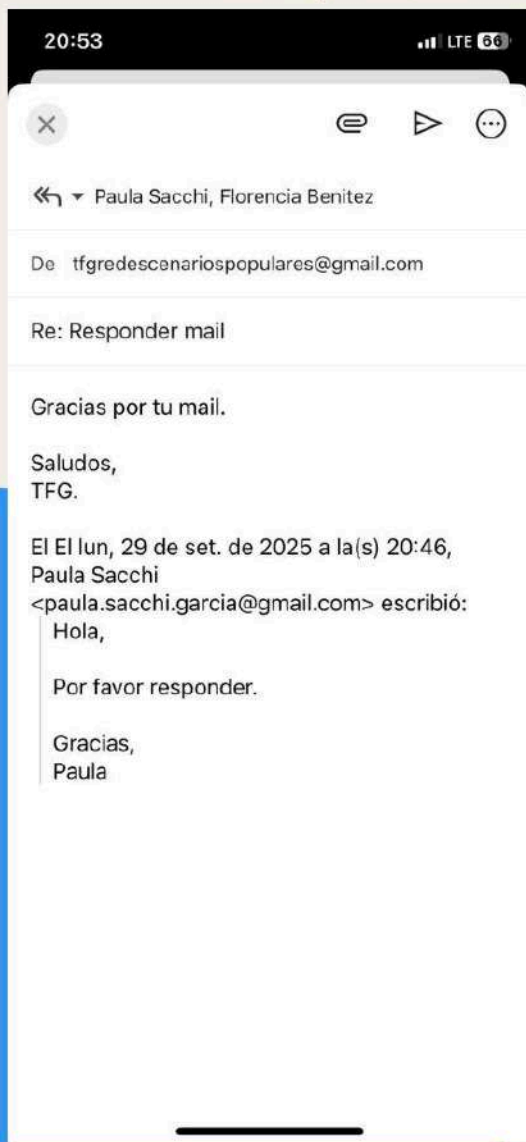 20:53 LTE 66
Paula Sacchi, Florencia Benitez
De tfgredescenariospopulares@gmail.com
Re: Responder mail
Gracias por tu mail.
Saludos,
TFG.
El El lun, 29 de set. de 2025 a la(s) 20:46,
Paula Sacchi
<paula.sacchi.garcia@gmail.com> escribió:
Hola,
Por favor responder.
Gracias,
Paula